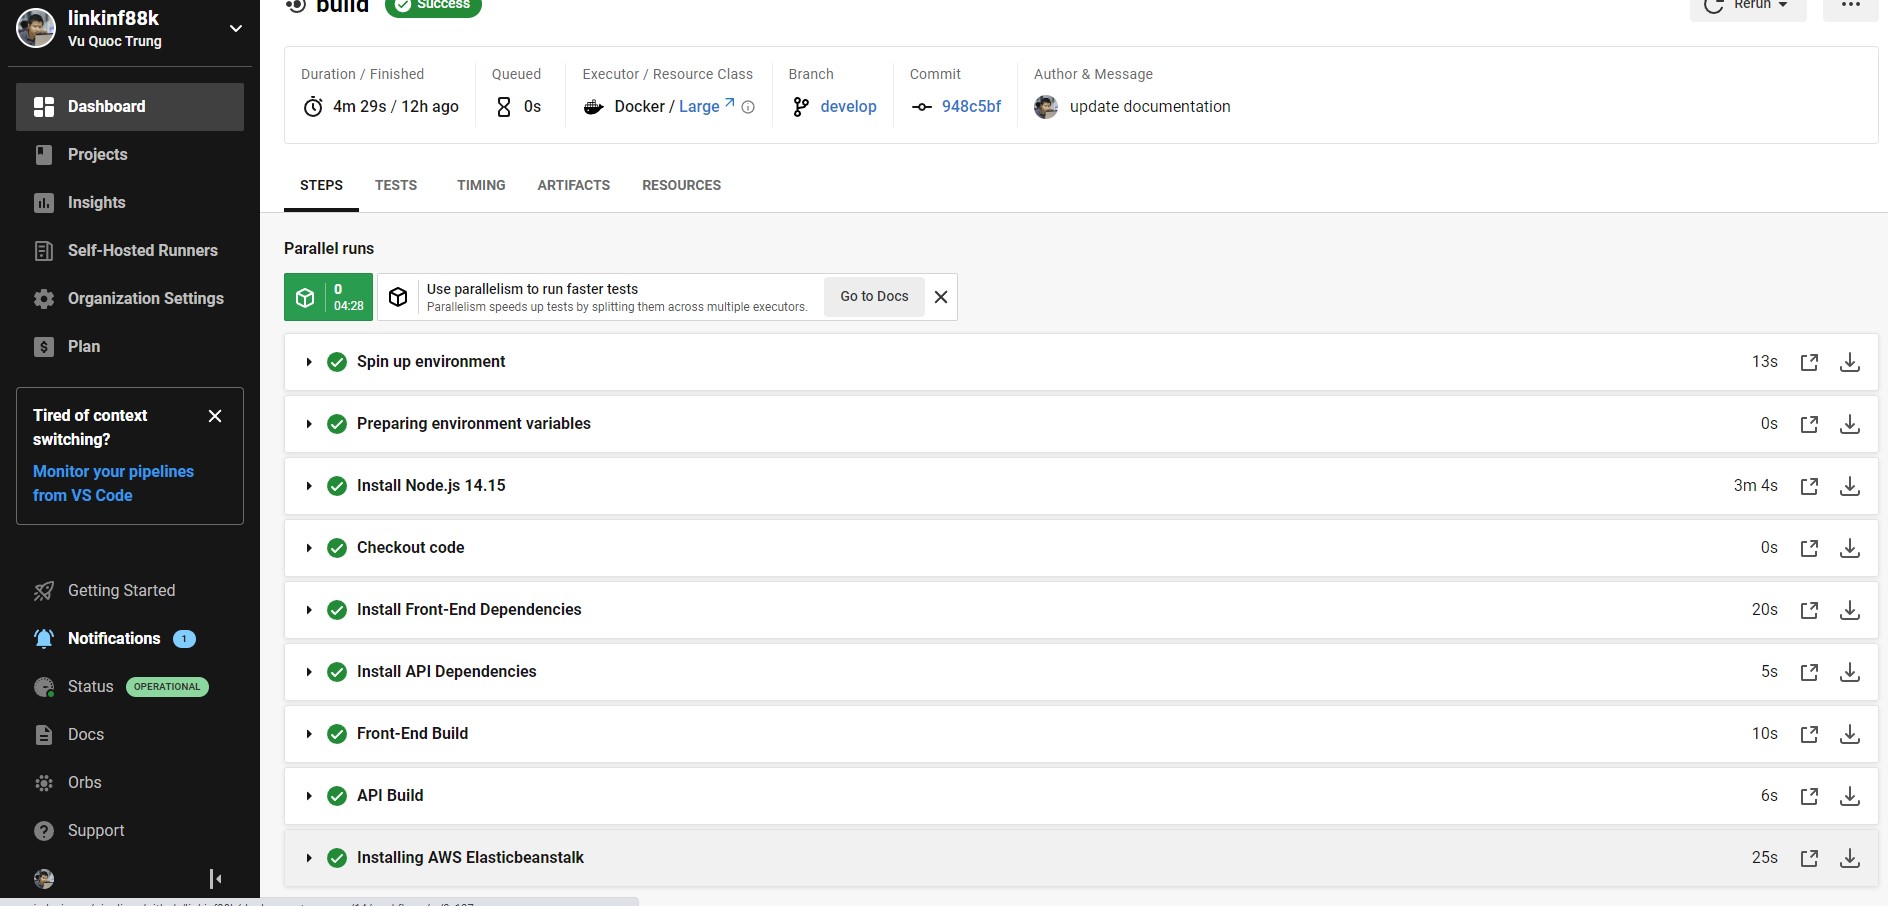 linkinf88k
Vu Quoc Trung
Dashboard
Projects
Insights
Self-Hosted Runners
Organization Settings
Plan
Tired of context
switching?
Monitor your pipelines
from VS Code
Getting Started
Notifications 1
Status OPERATIONAL
Docs
Orbs
Support
build Success
Rerun
Duration / Finished
4m 29s / 12h ago
Queued
0s
Executor / Resource Class
Docker / Large
Branch
develop
Commit
948c5bf
Author & Message
update documentation
STEPS TESTS TIMING ARTIFACTS RESOURCES
Parallel runs
0
04:28
Use parallelism to run faster tests
Parallelism speeds up tests by splitting them across multiple executors.
Go to Docs
Spin up environment 13s
Preparing environment variables 0s
Install Node.js 14.15 3m 4s
Checkout code 0s
Install Front-End Dependencies 20s
Install API Dependencies 5s
Front-End Build 10s
API Build 6s
Installing AWS Elasticbeanstalk 25s